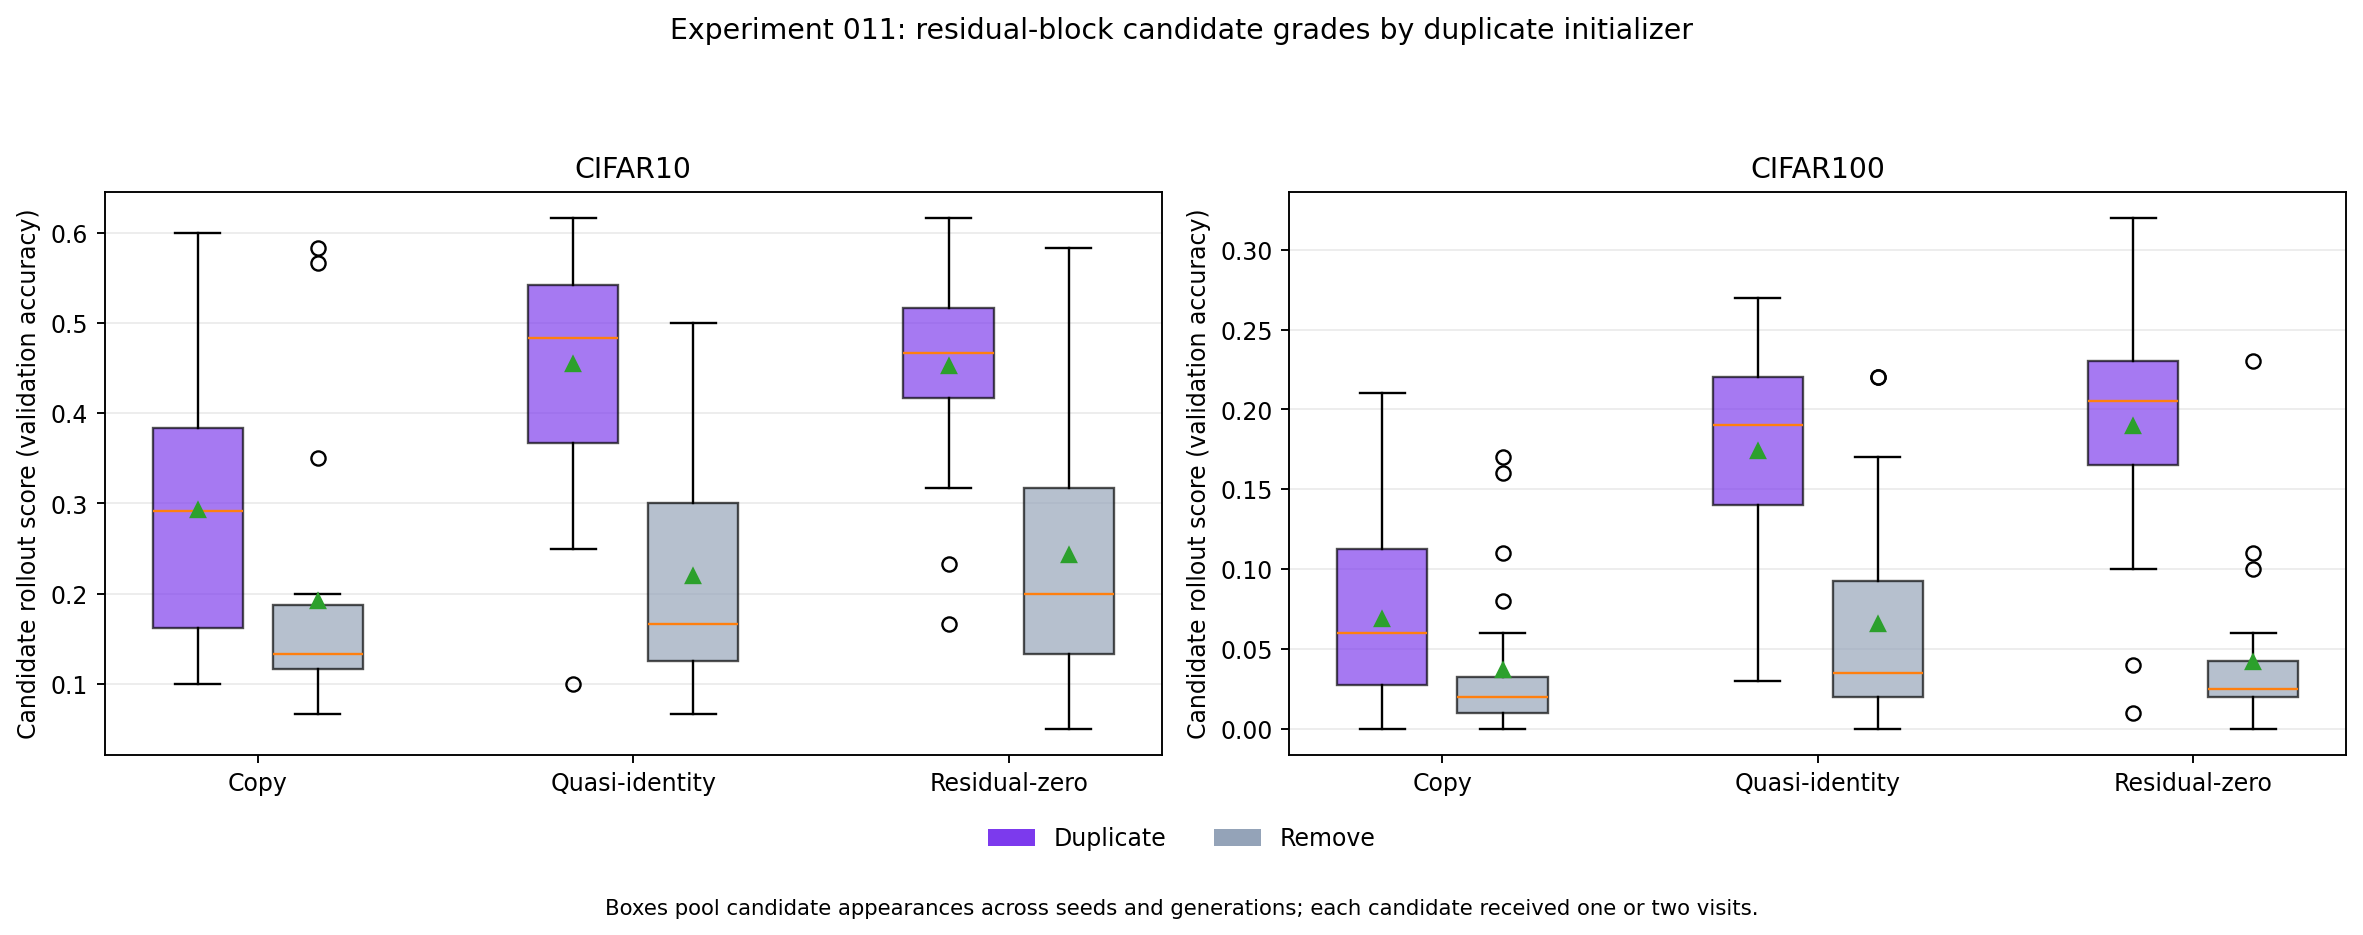 Experiment 011: residual-block candidate grades by duplicate initializer
CIFAR10
Candidate rollout score (validation accuracy)
0.6
0.5
0.4
0.3
0.2
0.1
Copy
Quasi-identity
Residual-zero
CIFAR100
Candidate rollout score (validation accuracy)
0.30
0.25
0.20
0.15
0.10
0.05
0.00
Copy
Quasi-identity
Residual-zero
Duplicate
Remove
Boxes pool candidate appearances across seeds and generations; each candidate received one or two visits.